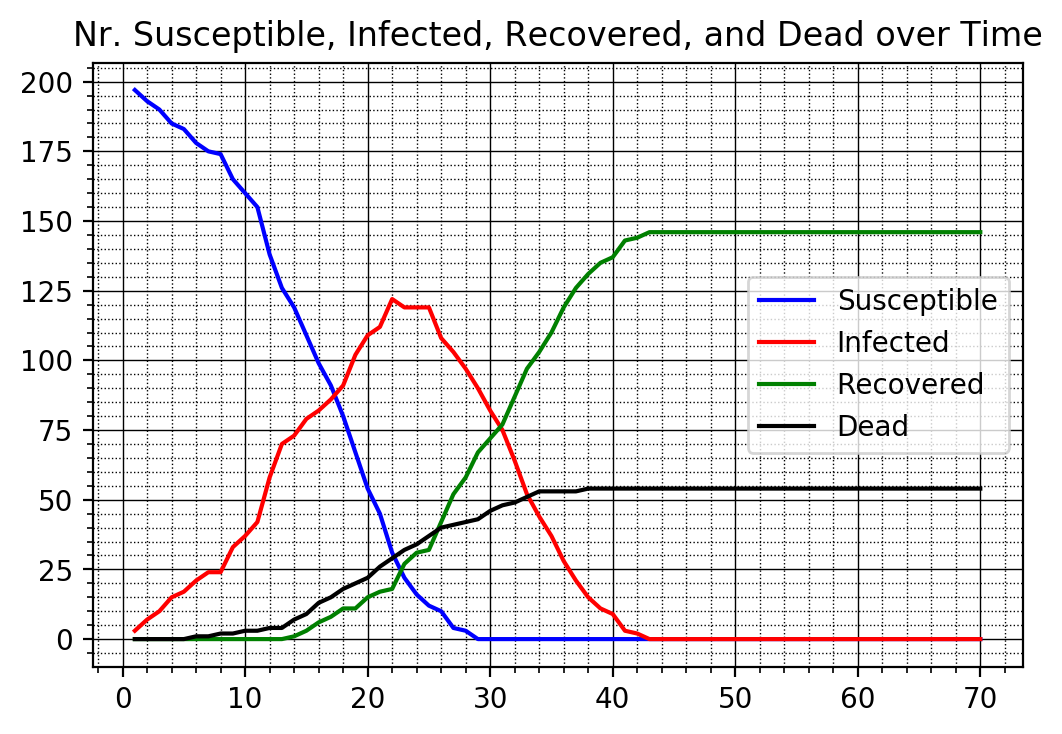 Nr. Susceptible, Infected, Recovered, and Dead over Time
200
175
150
125
100
75
50
25
0
Susceptible
Infected
Recovered
Dead
0 10 20 30 40 50 60 70